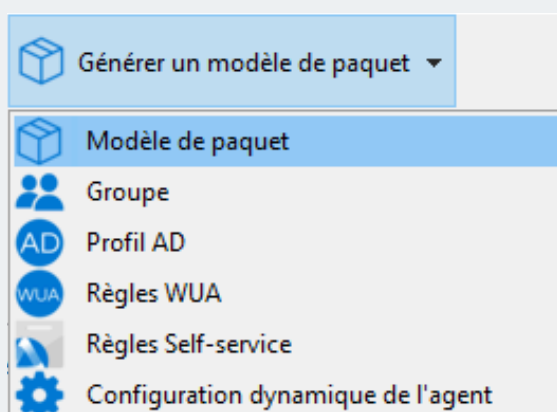 Générer un modèle de paquet
Modèle de paquet
Groupe
AD Profil AD
WUA Règles WUA
Règles Self-service
Configuration dynamique de l'agent